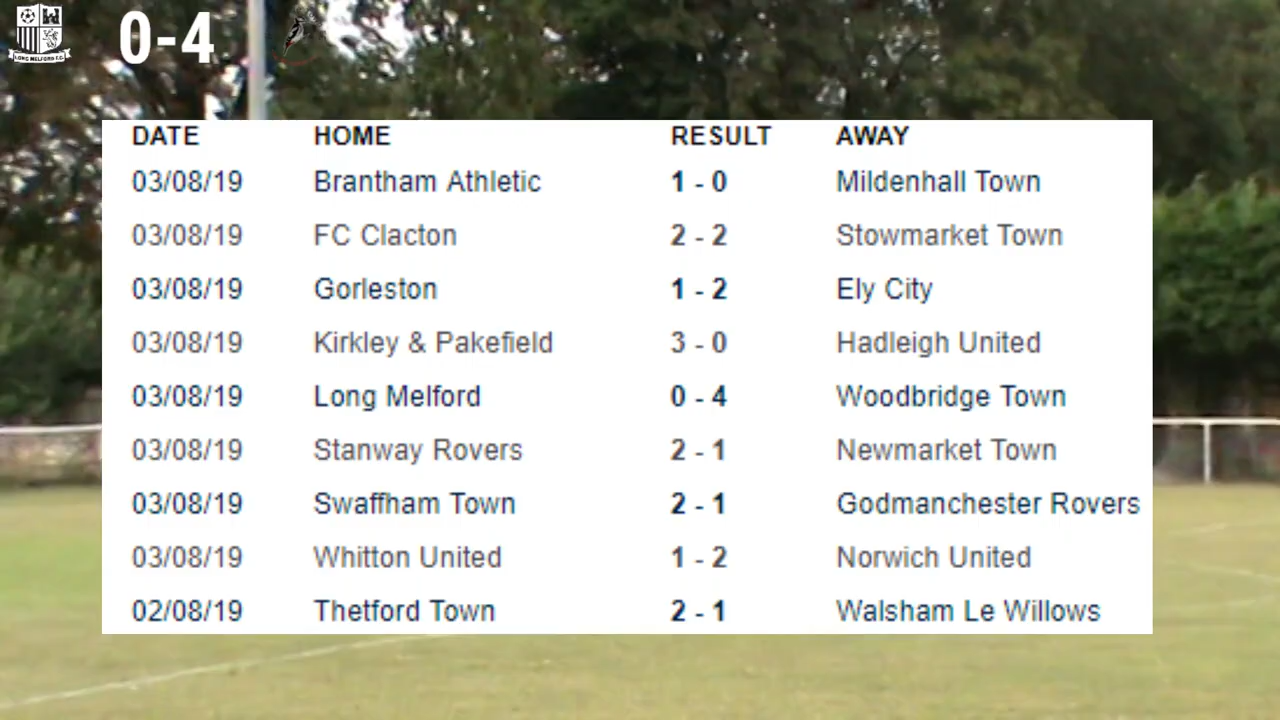 LONG MELFORD F.C.
0-4
DATE HOME RESULT AWAY
03/08/19 Brantham Athletic 1 - 0 Mildenhall Town
03/08/19 FC Clacton 2 - 2 Stowmarket Town
03/08/19 Gorleston 1 - 2 Ely City
03/08/19 Kirkley & Pakefield 3 - 0 Hadleigh United
03/08/19 Long Melford 0 - 4 Woodbridge Town
03/08/19 Stanway Rovers 2 - 1 Newmarket Town
03/08/19 Swaffham Town 2 - 1 Godmanchester Rovers
03/08/19 Whitton United 1 - 2 Norwich United
02/08/19 Thetford Town 2 - 1 Walsham Le Willows